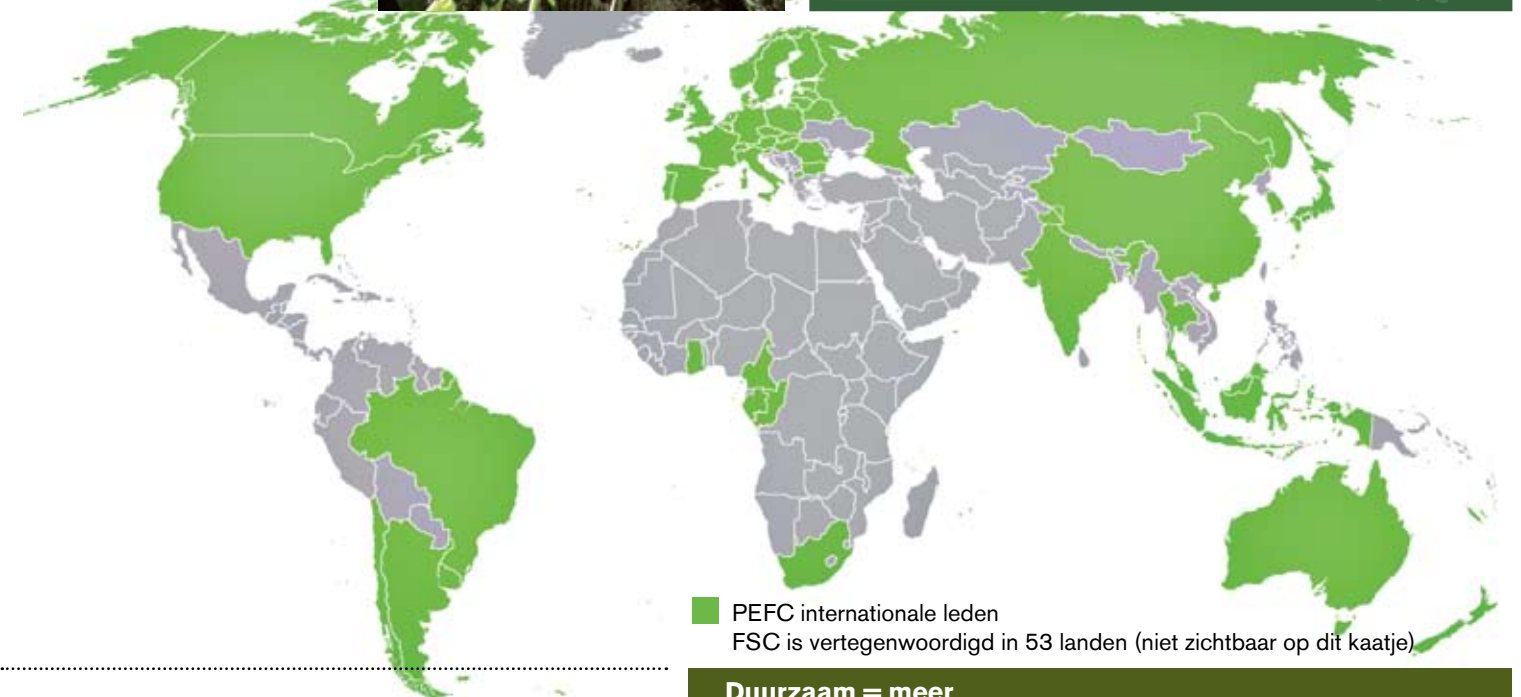 PEFC internationale leden
FSC is vertegenwoordigd in 53 landen (niet zichtbaar op dit kaatje)
Duurzaam = meer